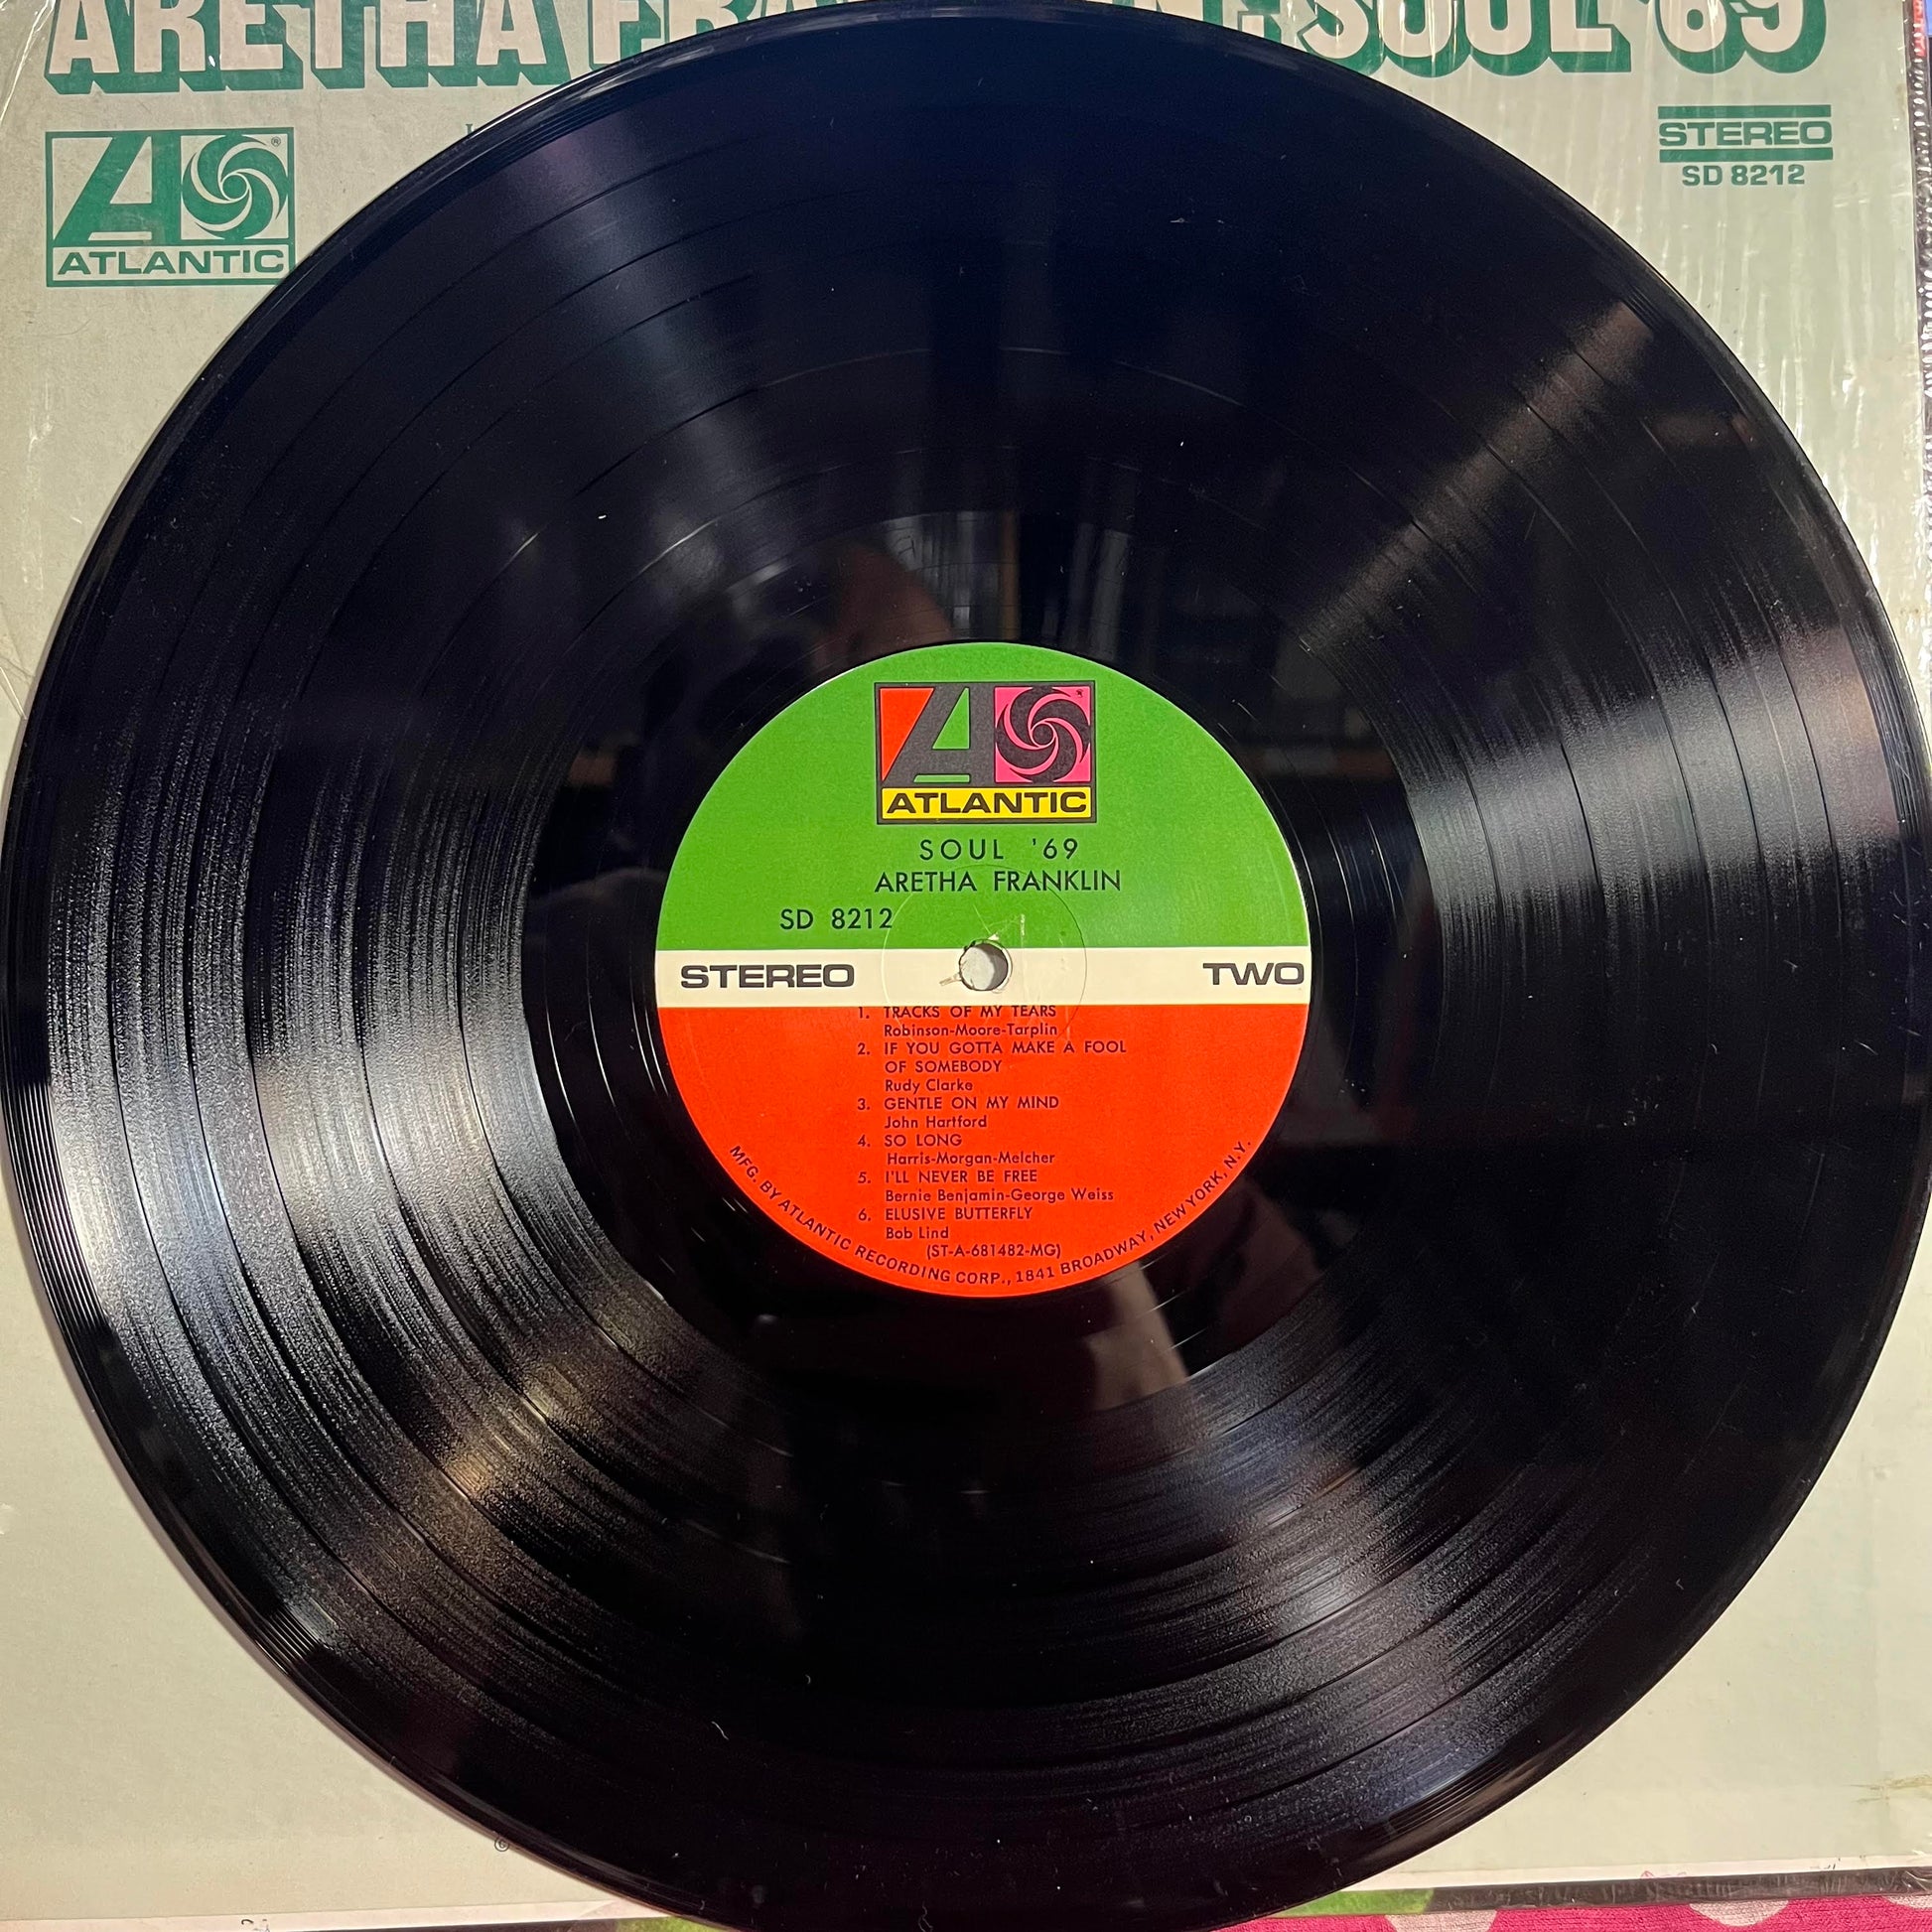 ARETHA FRA SOUL '69
ATLANTIC
STEREO
SD 8212
ATLANTIC
SOUL '69
ARETHA FRANKLIN
SD 8212
STEREO TWO
1. TRACKS OF MY TEARS
Robinson-Moore-Tarplin
2. IF YOU GOTTA MAKE A FOOL
OF SOMEBODY
Rudy Clarke
3. GENTLE ON MY MIND
John Hartford
4. SO LONG
Harris-Morgan-Melcher
5. I'LL NEVER BE FREE
Bernie Benjamin-George Weiss
6. ELUSIVE BUTTERFLY
Bob Lind
(ST-A-681482-MG)
MFG. BY ATLANTIC RECORDING CORP., 1841 BROADWAY, NEW YORK, N.Y.